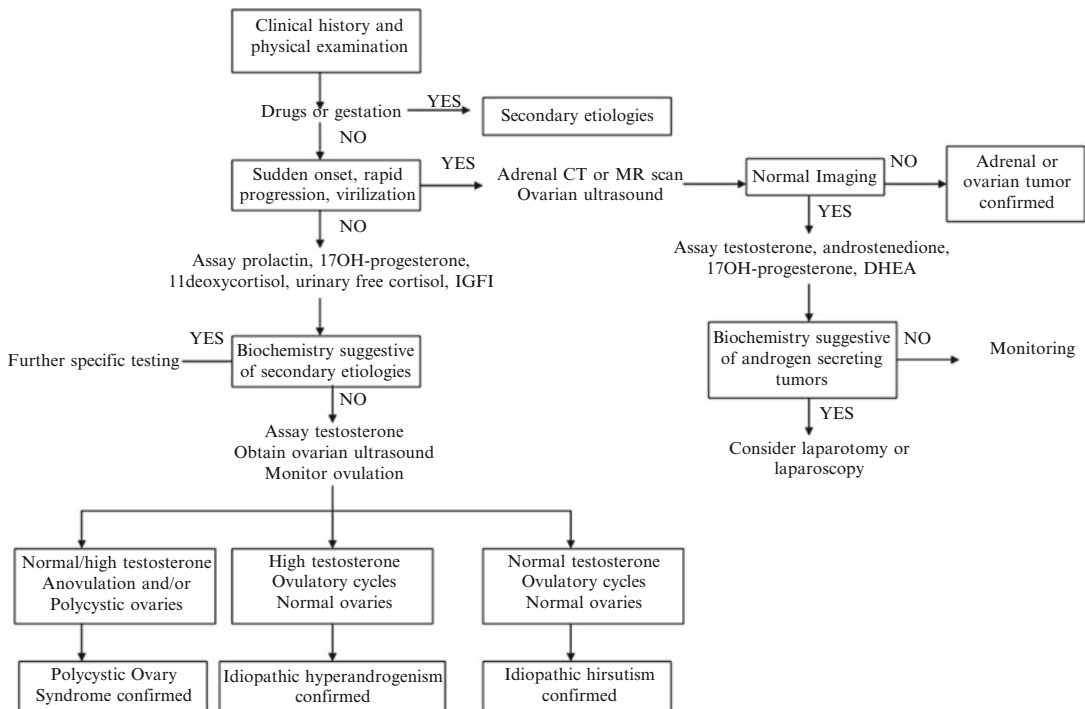 Clinical history and
physical examination
Drugs or gestation
YES
Secondary etiologies
NO
Sudden onset, rapid
progression, virilization
YES
Adrenal CT or MR scan
Ovarian ultrasound
Normal Imaging
NO
Adrenal or
ovarian tumor
confirmed
NO
YES
Assay prolactin, 17OH-progesterone,
11deoxycortisol, urinary free cortisol, IGFI
Assay testosterone, androstenedione,
17OH-progesterone, DHEA
Further specific testing
YES
Biochemistry suggestive
of secondary etiologies
Biochemistry suggestive
of androgen secreting
tumors
NO
Monitoring
NO
YES
Assay testosterone
Obtain ovarian ultrasound
Monitor ovulation
Consider laparotomy or
laparoscopy
Normal/high testosterone
Anovulation and/or
Polycystic ovaries
High testosterone
Ovulatory cycles
Normal ovaries
Normal testosterone
Ovulatory cycles
Normal ovaries
Polycystic Ovary
Syndrome confirmed
Idiopathic hyperandrogenism
confirmed
Idiopathic hirsutism
confirmed